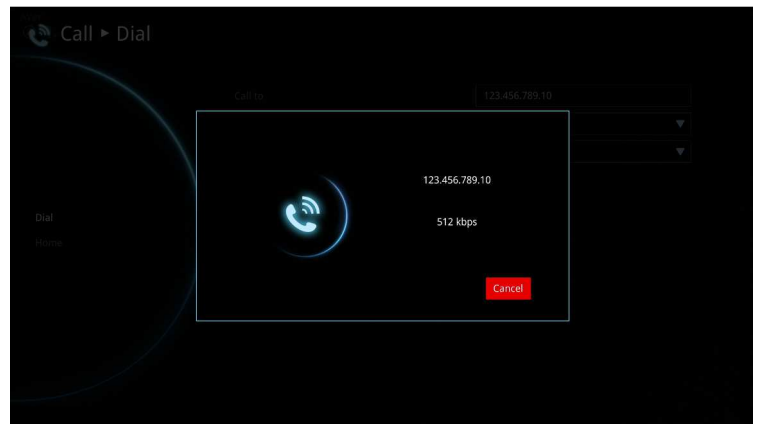 Call ► Dial
Call to
123.456.789.10
123.456.789.10
512 kbps
Dial
Home
Cancel